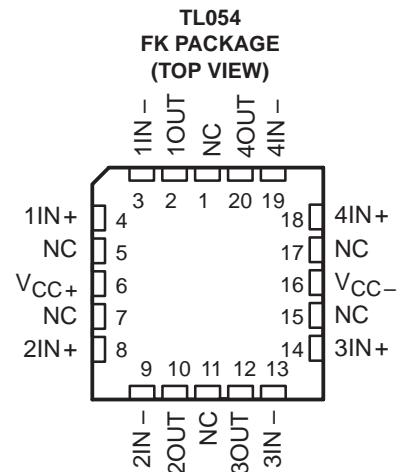 TL054
FK PACKAGE
(TOP VIEW)
1IN −
1OUT
NC
4OUT
4IN −
3 2 1 20 19
1IN+ 4 18 4IN+
NC 5 17 NC
VCC+ 6 16 VCC−
NC 7 15 NC
2IN+ 8 14 3IN+
9 10 11 12 13
2IN −
2OUT
NC
3OUT
3IN −